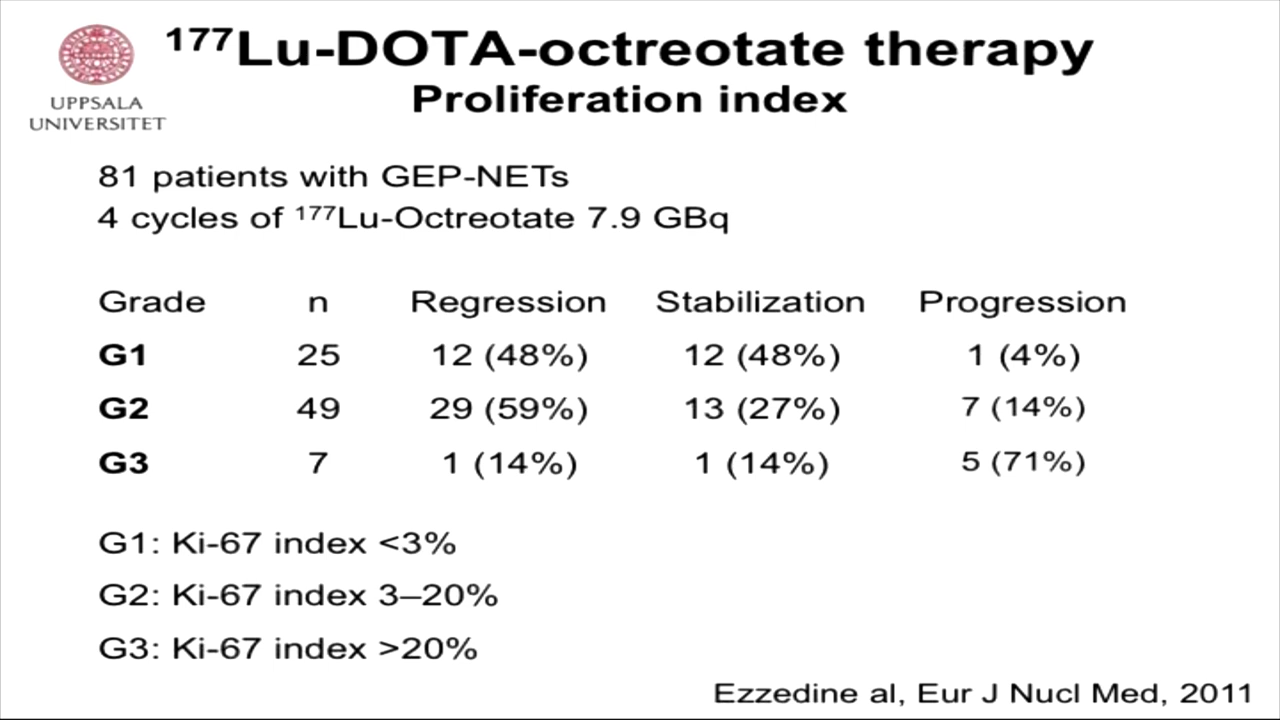 ¹⁷⁷Lu-DOTA-octreotate therapy
Proliferation index
UPPSALA
UNIVERSITET
81 patients with GEP-NETs
4 cycles of ¹⁷⁷Lu-Octreotate 7.9 GBq
Grade n Regression Stabilization Progression
G1 25 12 (48%) 12 (48%) 1 (4%)
G2 49 29 (59%) 13 (27%) 7 (14%)
G3 7 1 (14%) 1 (14%) 5 (71%)
G1: Ki-67 index <3%
G2: Ki-67 index 3–20%
G3: Ki-67 index >20%
Ezzedine al, Eur J Nucl Med, 2011